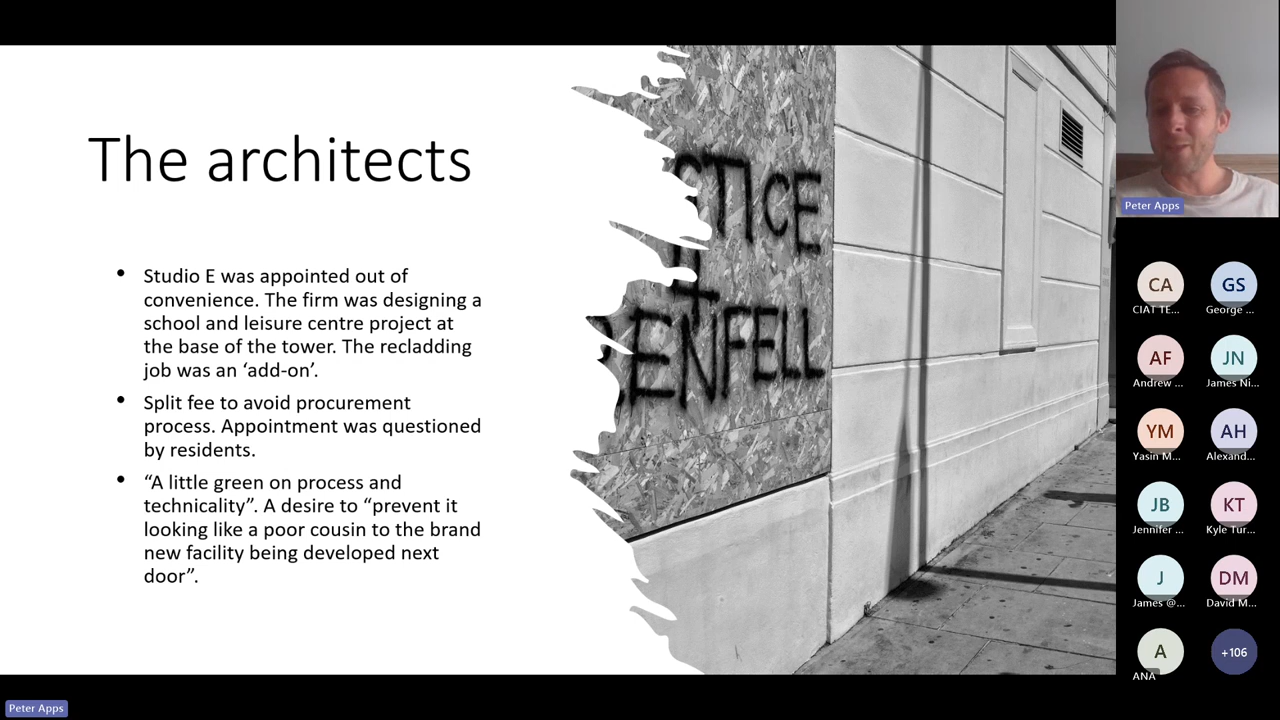 The architects
• Studio E was appointed out of
convenience. The firm was designing a
school and leisure centre project at
the base of the tower. The recladding
job was an ‘add-on’.
• Split fee to avoid procurement
process. Appointment was questioned
by residents.
• “A little green on process and
technicality”. A desire to “prevent it
looking like a poor cousin to the brand
new facility being developed next
door”.
STICE
4
ENFELL
Peter Apps
CA GS
CIAT TE... George ...
AF JN
Andrew ... James Ni...
YM AH
Yasin M... Alexand...
JB KT
Jennifer ... Kyle Tur...
J DM
James @... David M...
A +106
ANA
Peter Apps